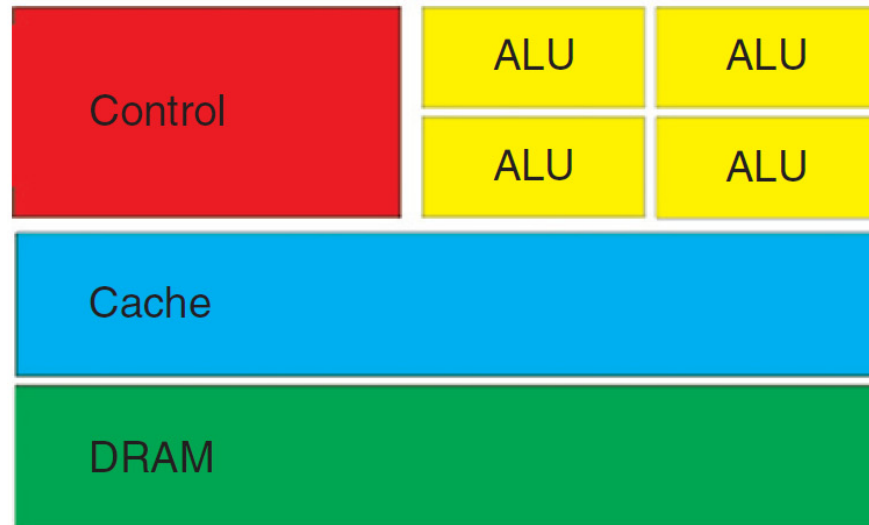 Control
ALU ALU
ALU ALU
Cache
DRAM